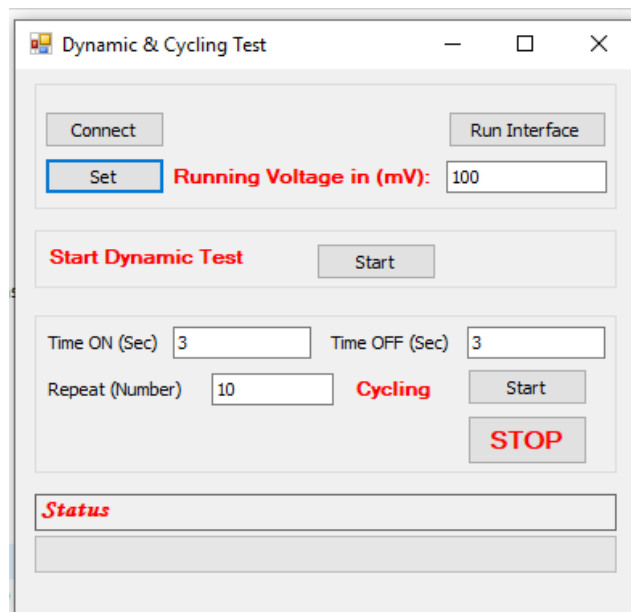 Dynamic & Cycling Test
Connect
Run Interface
Set
Running Voltage in (mV):
100
Start Dynamic Test
Start
Time ON (Sec)
3
Time OFF (Sec)
3
Repeat (Number)
10
Cycling
Start
STOP
Status